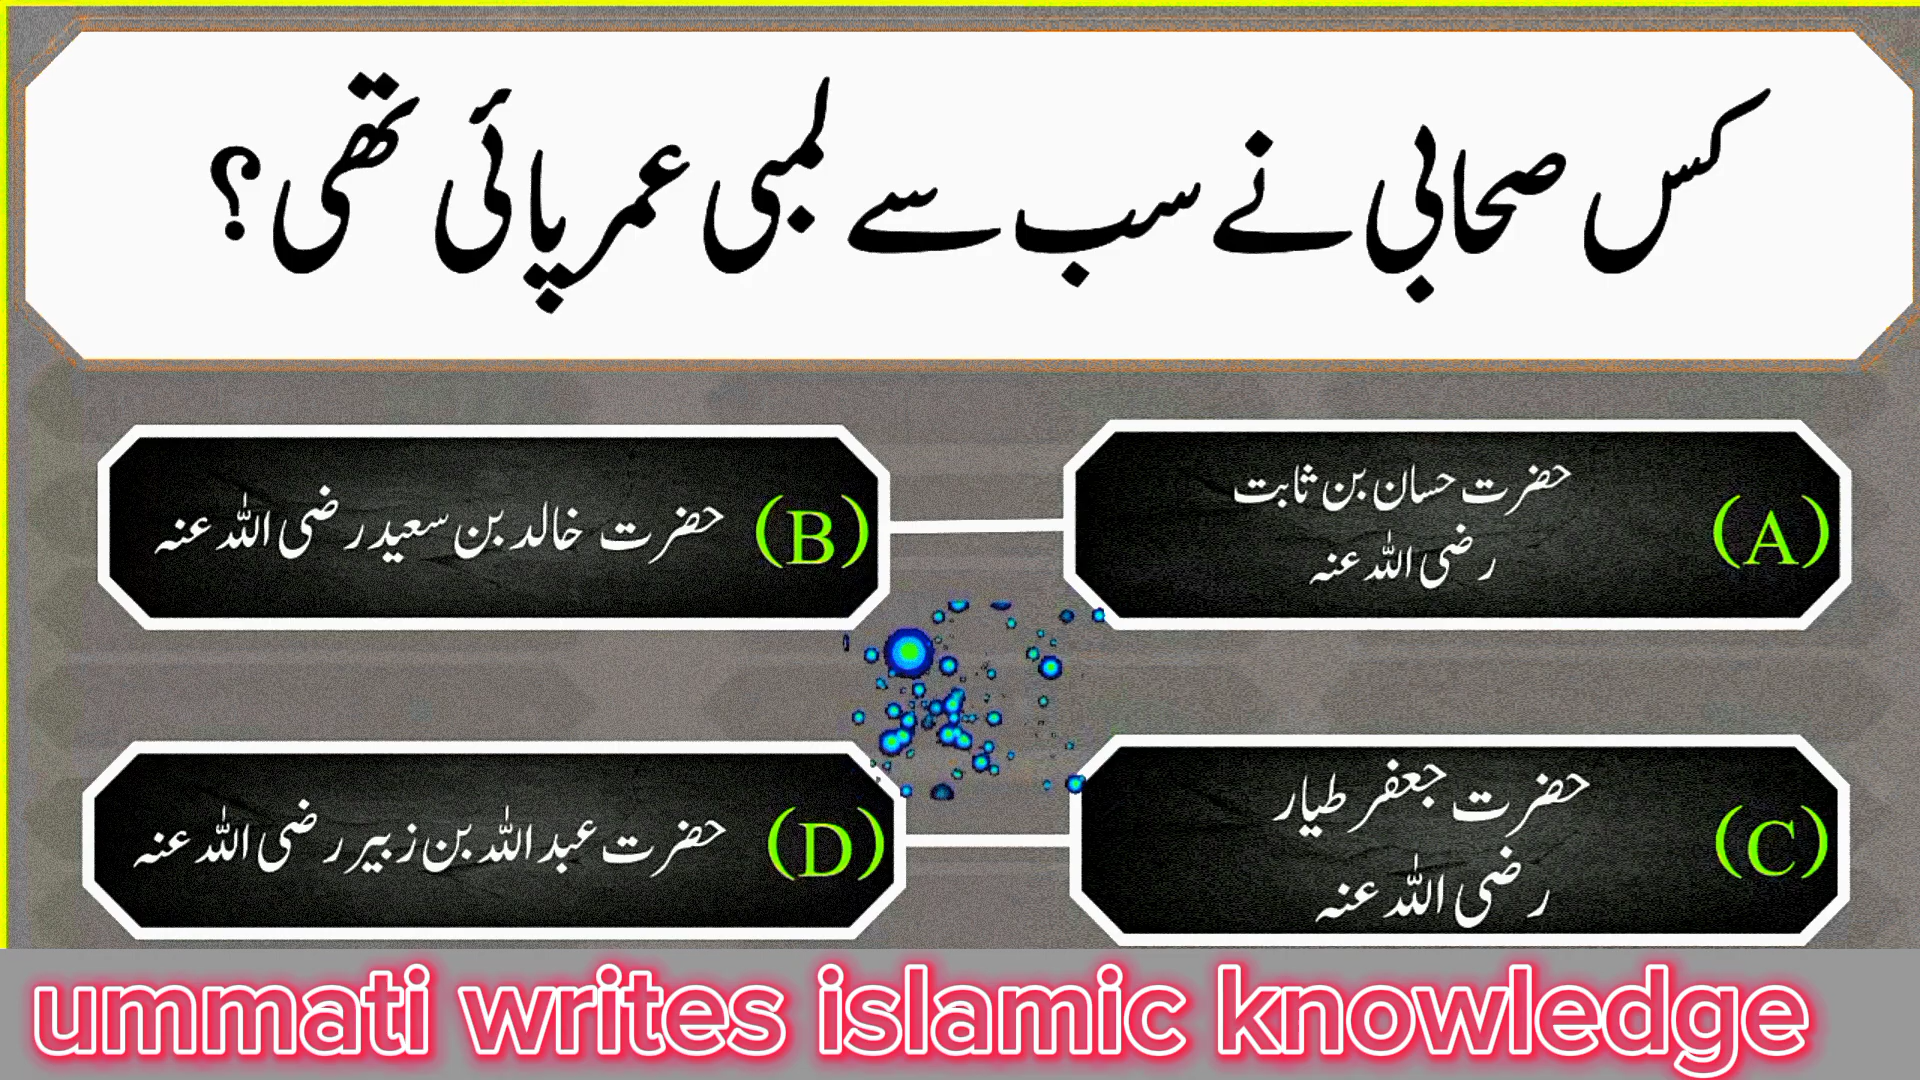 کس صحابی نے سب سے لمبی عمر پائی تھی؟
(A) حضرت حسان بن ثابت
رضی اللہ عنہ
(B) حضرت خالد بن سعید رضی اللہ عنہ
(C) حضرت جعفر طیار
رضی اللہ عنہ
(D) حضرت عبد اللہ بن زبیر رضی اللہ عنہ
ummati writes islamic knowledge